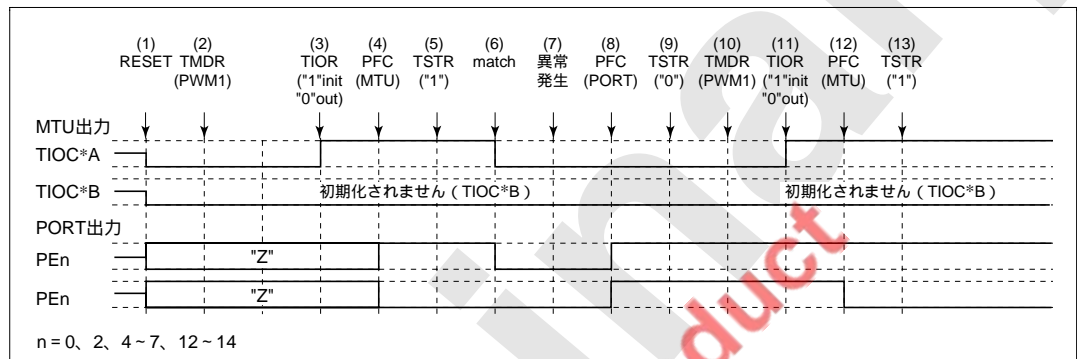 (1) (2) (3) (4) (5) (6) (7) (8) (9) (10) (11) (12) (13)
RESET TMDR TIOR PFC TSTR match 異常 PFC TSTR TMDR TIOR PFC TSTR
(PWM1) ("1"init (MTU) ("1") 発生 (PORT) ("0") (PWM1) ("1"init (MTU) ("1")
"0"out) "0"out)
MTU出力
TIOC*A
TIOC*B 初期化されません（TIOC*B） 初期化されません（TIOC*B）
PORT出力
PEn "Z"
PEn "Z"
n = 0、2、4～7、12～14
duct